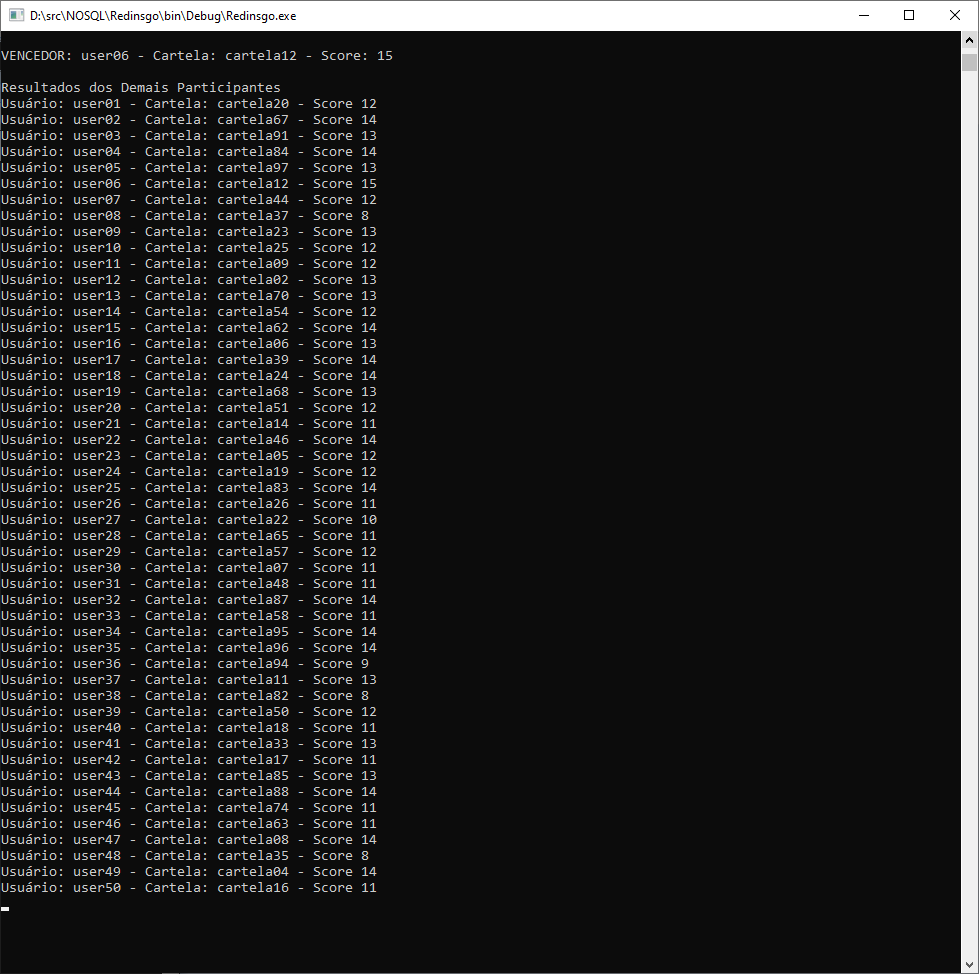 D:\src\NOSQL\Redinsgo\bin\Debug\Redinsgo.exe
VENCEDOR: user06 - Cartela: cartela12 - Score: 15
Resultados dos Demais Participantes
Usuário: user01 - Cartela: cartela20 - Score 12
Usuário: user02 - Cartela: cartela67 - Score 14
Usuário: user03 - Cartela: cartela91 - Score 13
Usuário: user04 - Cartela: cartela84 - Score 14
Usuário: user05 - Cartela: cartela97 - Score 13
Usuário: user06 - Cartela: cartela12 - Score 15
Usuário: user07 - Cartela: cartela44 - Score 12
Usuário: user08 - Cartela: cartela37 - Score 8
Usuário: user09 - Cartela: cartela23 - Score 13
Usuário: user10 - Cartela: cartela25 - Score 12
Usuário: user11 - Cartela: cartela09 - Score 12
Usuário: user12 - Cartela: cartela02 - Score 13
Usuário: user13 - Cartela: cartela70 - Score 13
Usuário: user14 - Cartela: cartela54 - Score 12
Usuário: user15 - Cartela: cartela62 - Score 14
Usuário: user16 - Cartela: cartela06 - Score 13
Usuário: user17 - Cartela: cartela39 - Score 14
Usuário: user18 - Cartela: cartela24 - Score 14
Usuário: user19 - Cartela: cartela68 - Score 13
Usuário: user20 - Cartela: cartela51 - Score 12
Usuário: user21 - Cartela: cartela14 - Score 11
Usuário: user22 - Cartela: cartela46 - Score 14
Usuário: user23 - Cartela: cartela05 - Score 12
Usuário: user24 - Cartela: cartela19 - Score 12
Usuário: user25 - Cartela: cartela83 - Score 14
Usuário: user26 - Cartela: cartela26 - Score 11
Usuário: user27 - Cartela: cartela22 - Score 10
Usuário: user28 - Cartela: cartela65 - Score 11
Usuário: user29 - Cartela: cartela57 - Score 12
Usuário: user30 - Cartela: cartela07 - Score 11
Usuário: user31 - Cartela: cartela48 - Score 11
Usuário: user32 - Cartela: cartela87 - Score 14
Usuário: user33 - Cartela: cartela58 - Score 11
Usuário: user34 - Cartela: cartela95 - Score 14
Usuário: user35 - Cartela: cartela96 - Score 14
Usuário: user36 - Cartela: cartela94 - Score 9
Usuário: user37 - Cartela: cartela11 - Score 13
Usuário: user38 - Cartela: cartela82 - Score 8
Usuário: user39 - Cartela: cartela50 - Score 12
Usuário: user40 - Cartela: cartela18 - Score 11
Usuário: user41 - Cartela: cartela33 - Score 13
Usuário: user42 - Cartela: cartela17 - Score 11
Usuário: user43 - Cartela: cartela85 - Score 13
Usuário: user44 - Cartela: cartela88 - Score 14
Usuário: user45 - Cartela: cartela74 - Score 11
Usuário: user46 - Cartela: cartela63 - Score 11
Usuário: user47 - Cartela: cartela08 - Score 14
Usuário: user48 - Cartela: cartela35 - Score 8
Usuário: user49 - Cartela: cartela04 - Score 14
Usuário: user50 - Cartela: cartela16 - Score 11